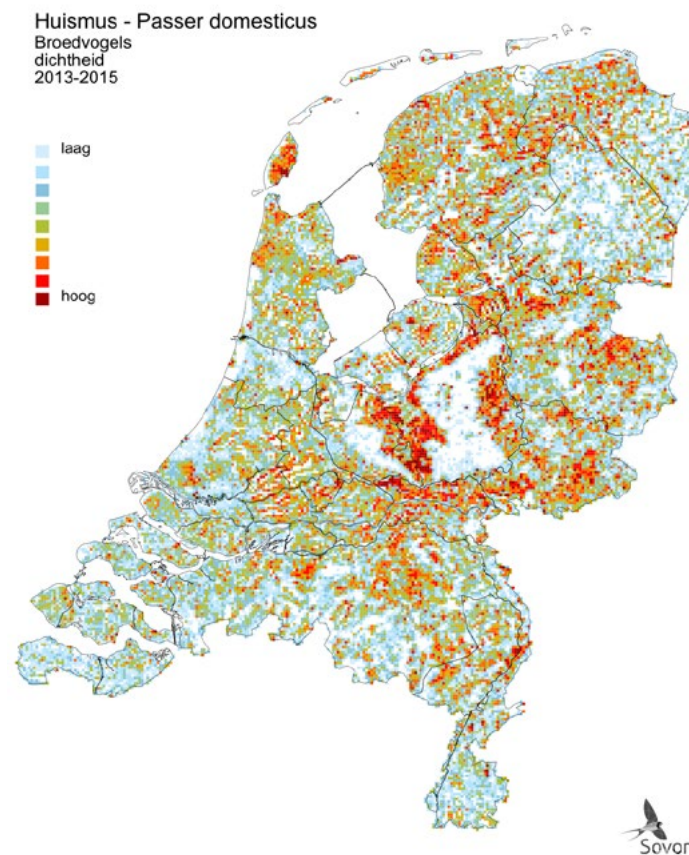 Huismus - Passer domesticus
Broedvogels
dichtheid
2013-2015
laag
hoog
Sovon